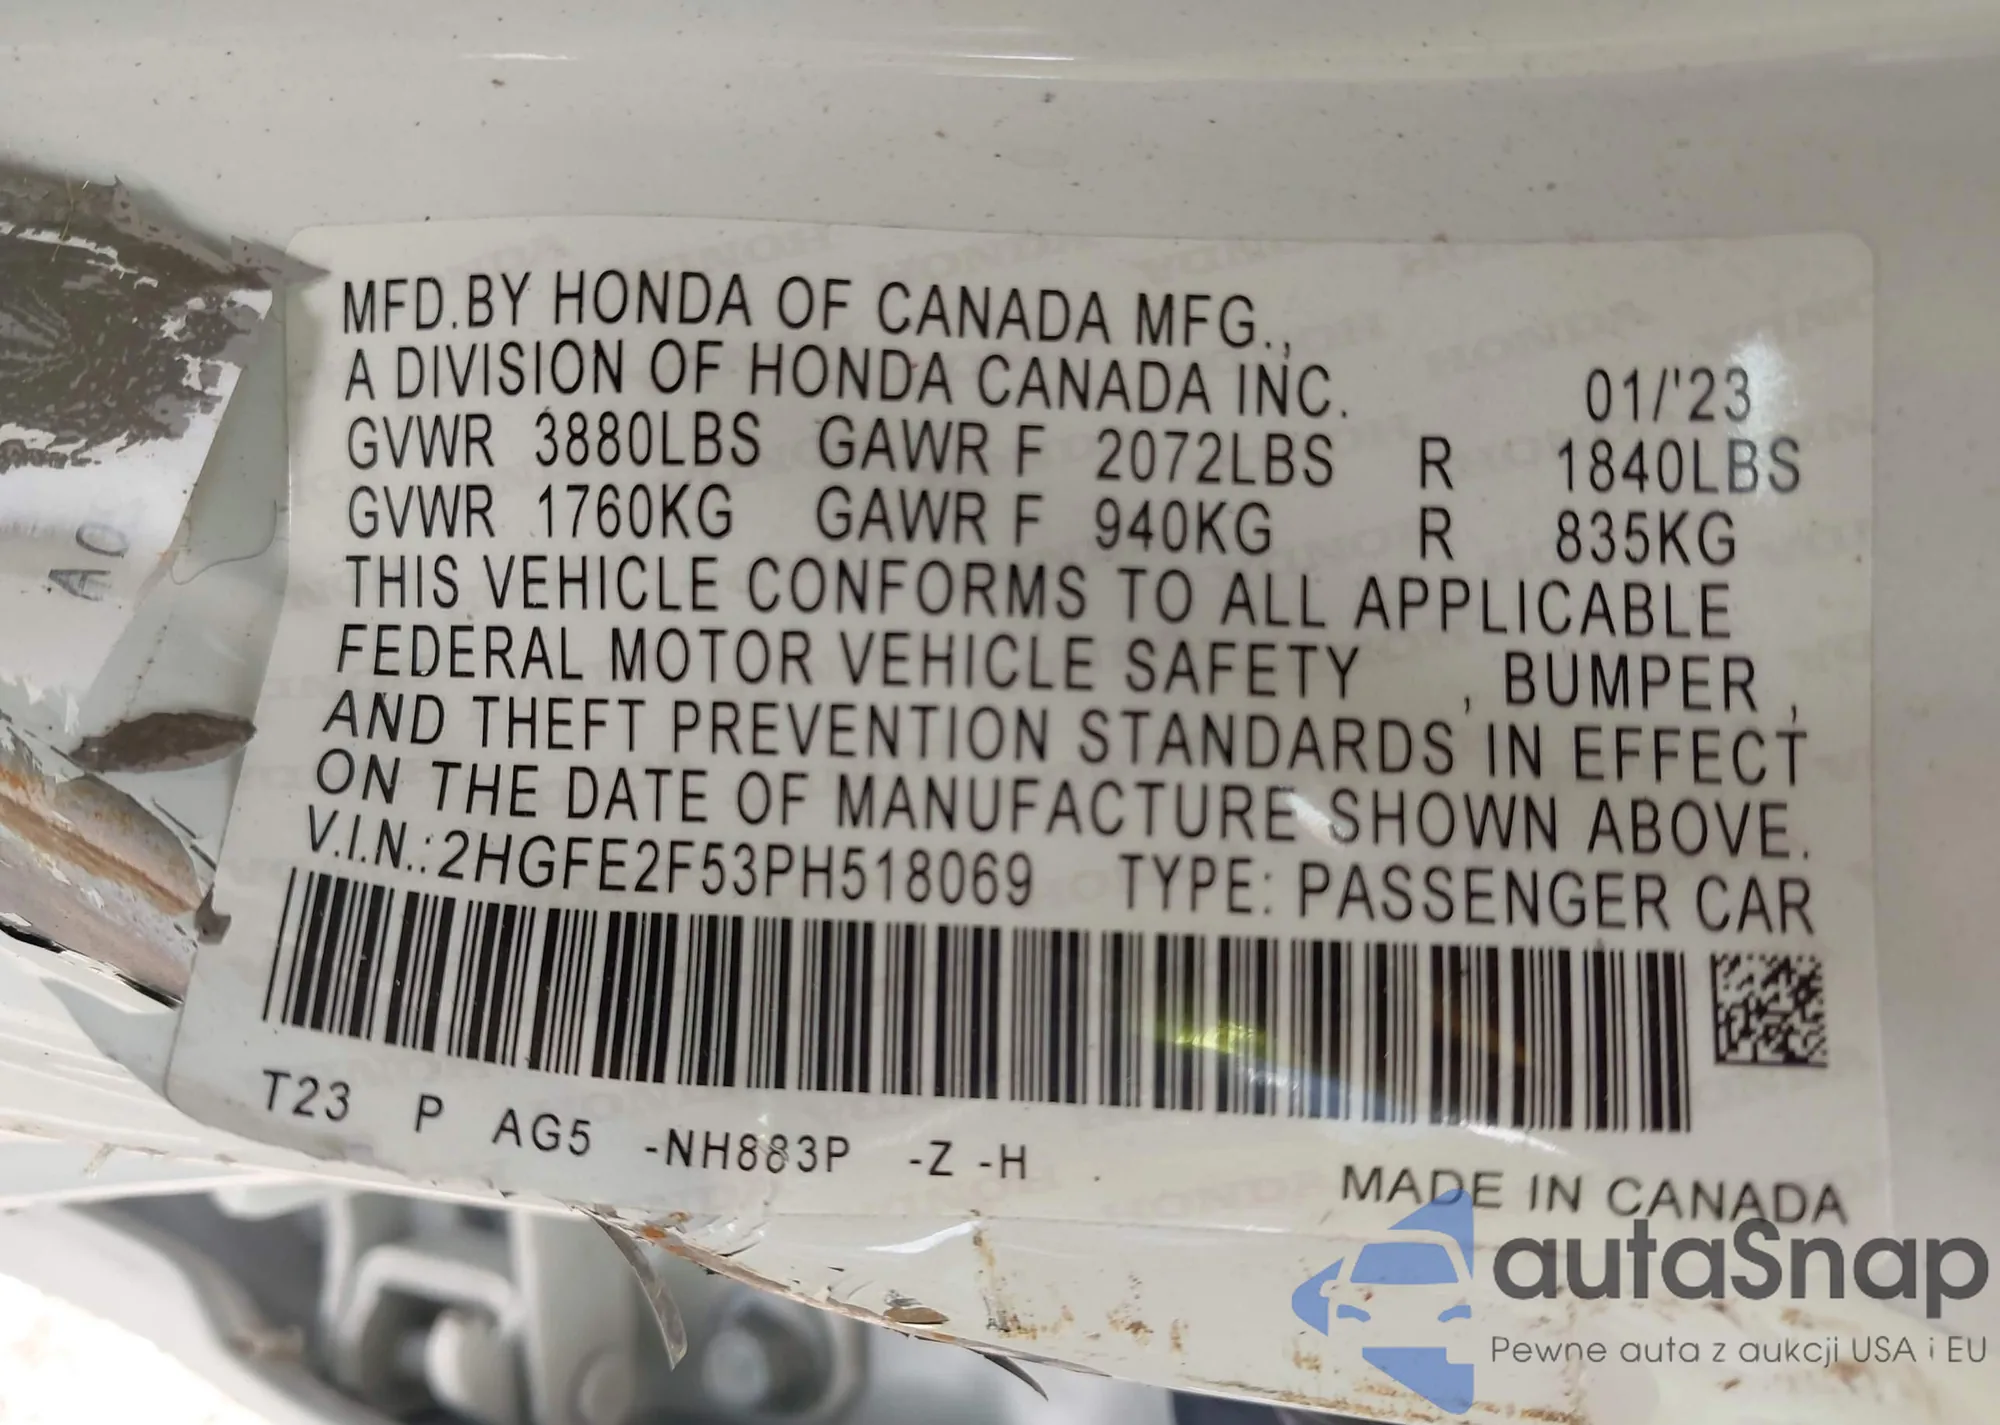 MFD.BY HONDA OF CANADA MFG.,
A DIVISION OF HONDA CANADA INC. 01/'23
GVWR 3880LBS GAWR F 2072LBS R 1840LBS
GVWR 1760KG GAWR F 940KG R 835KG
THIS VEHICLE CONFORMS TO ALL APPLICABLE
FEDERAL MOTOR VEHICLE SAFETY , BUMPER ,
AND THEFT PREVENTION STANDARDS IN EFFECT
ON THE DATE OF MANUFACTURE SHOWN ABOVE.
V.I.N.: 2HGFE2F53PH518069 TYPE: PASSENGER CAR
T23 P AG5 -NH883P -Z -H
MADE IN CANADA
autaSnap
Pewne auta z aukcji USA i EU